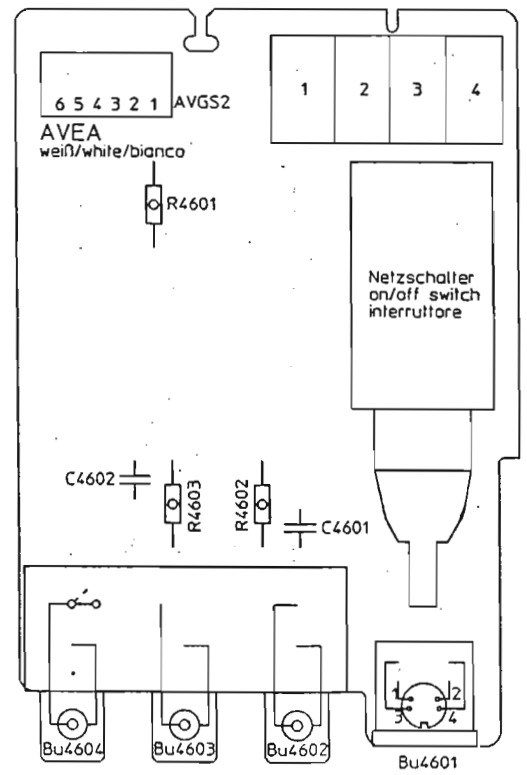 1 2 3 4
6 5 4 3 2 1 AVGS2
AVEA
weiß/white/bianco
R4601
Netzschalter
on/off switch
interruttore
C4602
R4603
R4602
C4601
1 2
3 4
Bu4604
Bu4603
Bu4602
Bu4601